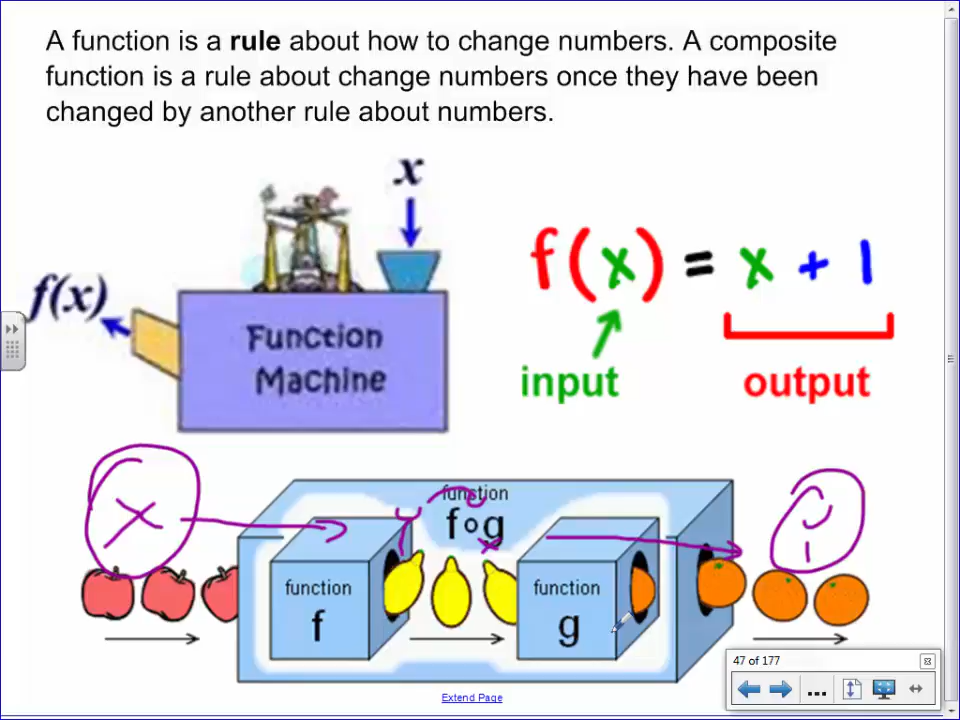 A function is a rule about how to change numbers. A composite
function is a rule about change numbers once they have been
changed by another rule about numbers.
x
f(x)
Function
Machine
f(x) = x + 1
input
output
X
function
f∘g
y
x
function
f
function
g
47 of 177
...
Extend Page